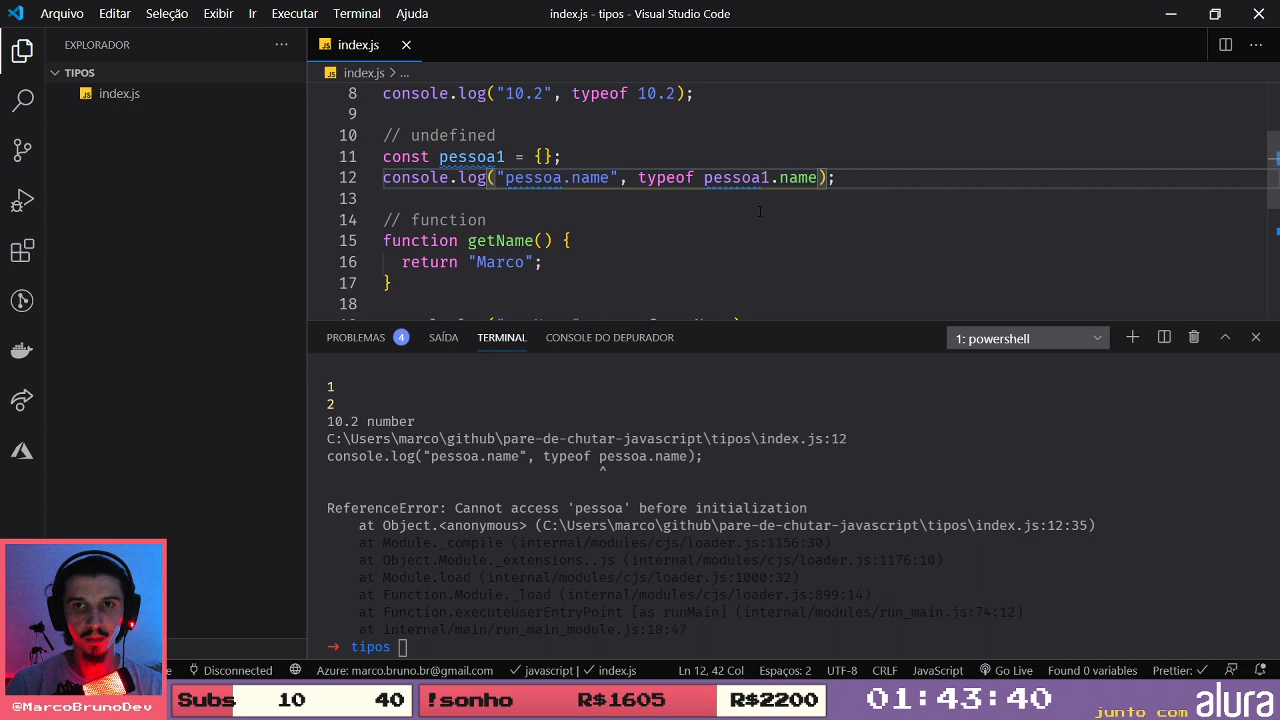 Arquivo Editar Seleção Exibir Ir Executar Terminal Ajuda
index.js - tipos - Visual Studio Code
EXPLORADOR
TIPOS
index.js
index.js
index.js > ...
8 console.log("10.2", typeof 10.2);
9
10 // undefined
11 const pessoa1 = {};
12 console.log("pessoa.name", typeof pessoa1.name);
13
14 // function
15 function getName() {
16 return "Marco";
17 }
18
PROBLEMAS 4 SAÍDA TERMINAL CONSOLE DO DEPURADOR
1: powershell
1
2
10.2 number
C:\Users\marco\github\pare-de-chutar-javascript\tipos\index.js:12
console.log("pessoa.name", typeof pessoa.name);
^
ReferenceError: Cannot access 'pessoa' before initialization
at Object.<anonymous> (C:\Users\marco\github\pare-de-chutar-javascript\tipos\index.js:12:35)
at Module._compile (internal/modules/cjs/loader.js:1156:30)
at Object.Module._extensions..js (internal/modules/cjs/loader.js:1176:10)
at Module.load (internal/modules/cjs/loader.js:1000:32)
at Function.Module._load (internal/modules/cjs/loader.js:899:14)
at Function.executeUserEntryPoint [as runMain] (internal/modules/run_main.js:74:12)
at internal/main/run_main_module.js:18:47
→ tipos
Disconnected Azure: marco.bruno.br@gmail.com javascript | index.js Ln 12, 42 Col Espaços: 2 UTF-8 CRLF JavaScript Go Live Found 0 variables Prettier: ✓
@MarcoBrunoDev
Subs 10 40
!sonho R$1605 R$2200
01:43:40
junto com alura